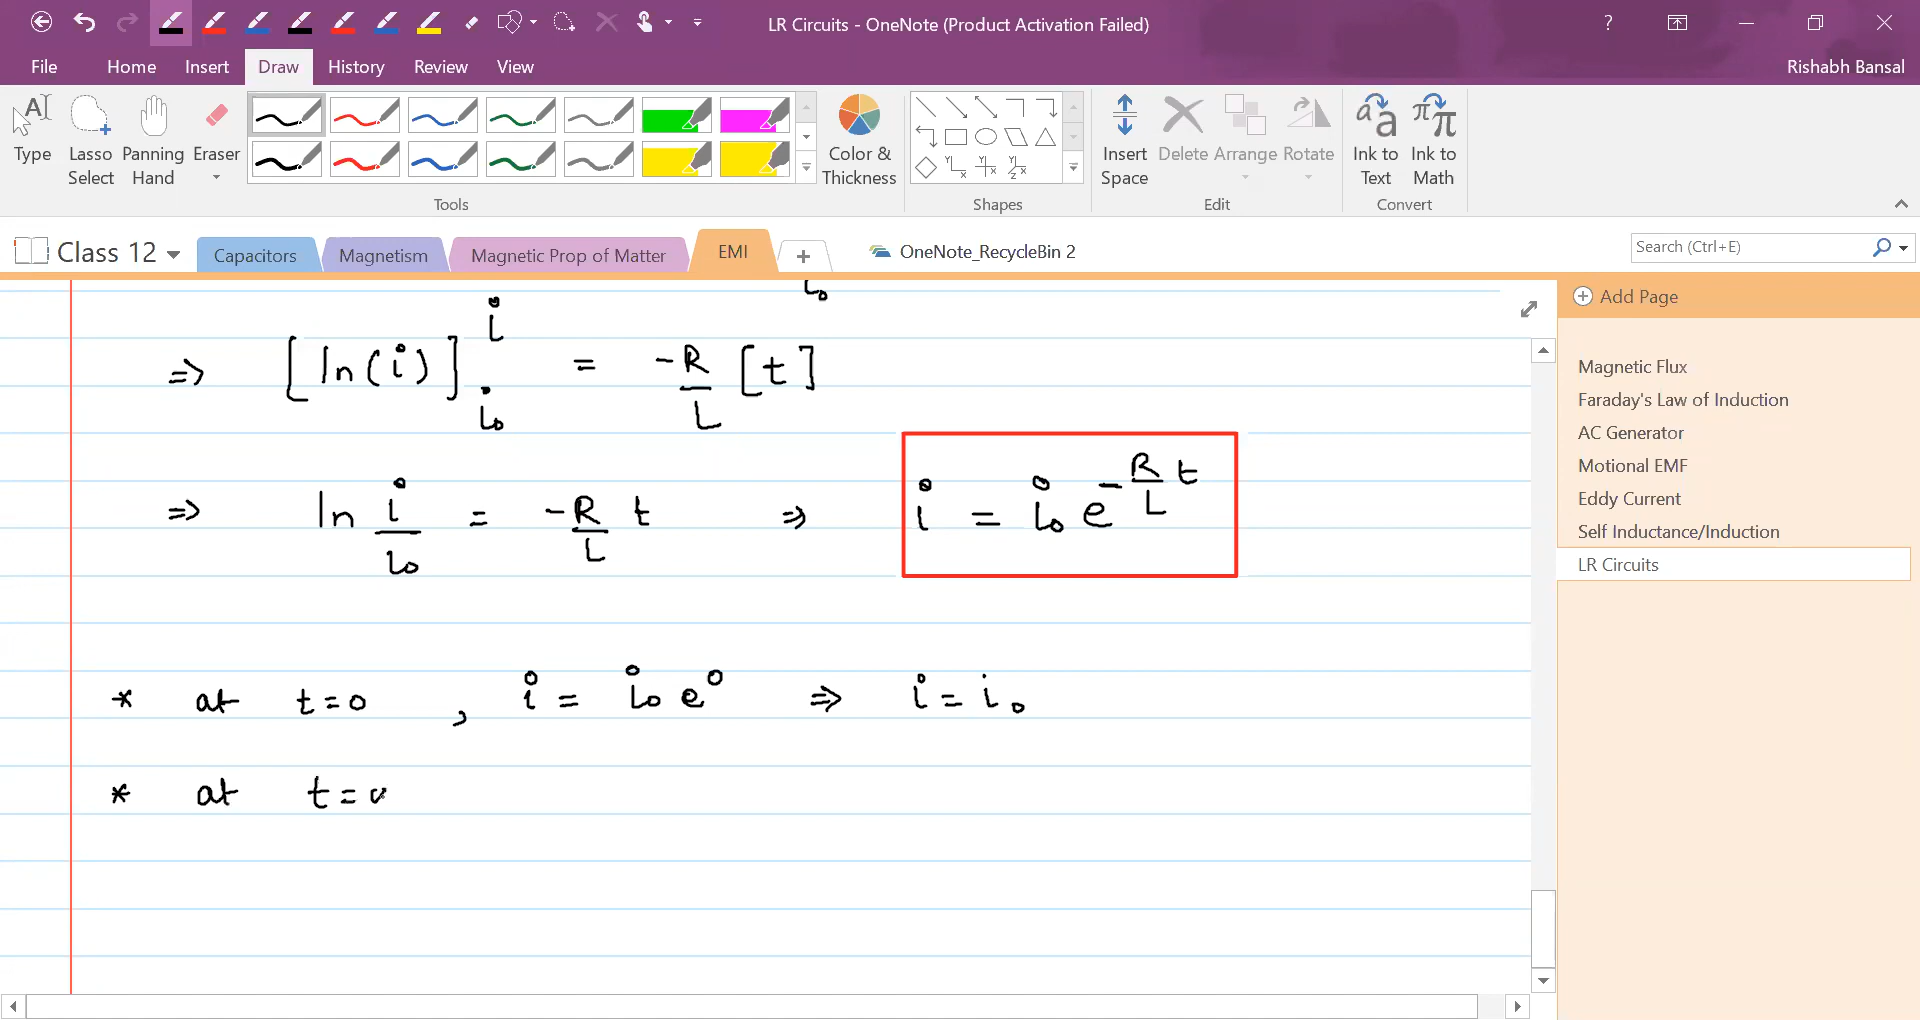 LR Circuits - OneNote (Product Activation Failed)
?
File Home Insert Draw History Review View
Rishabh Bansal
Type
Lasso Select
Panning Hand
Eraser
Color & Thickness
Insert Space
Delete
Arrange
Rotate
Ink to Text
Ink to Math
Tools
Shapes
Edit
Convert
Class 12
Capacitors
Magnetism
Magnetic Prop of Matter
EMI
OneNote_RecycleBin 2
Search (Ctrl+E)
Add Page
Magnetic Flux
Faraday's Law of Induction
AC Generator
Motional EMF
Eddy Current
Self Inductance/Induction
LR Circuits
i₀
⇒ [ln(i)]_{i₀}^{i} = -R/L [t]
⇒ ln i/i₀ = -R/L t ⇒ i = i₀ e^{-R/L t}
* at t=0 , i = i₀ e⁰ ⇒ i = i₀
* at t =